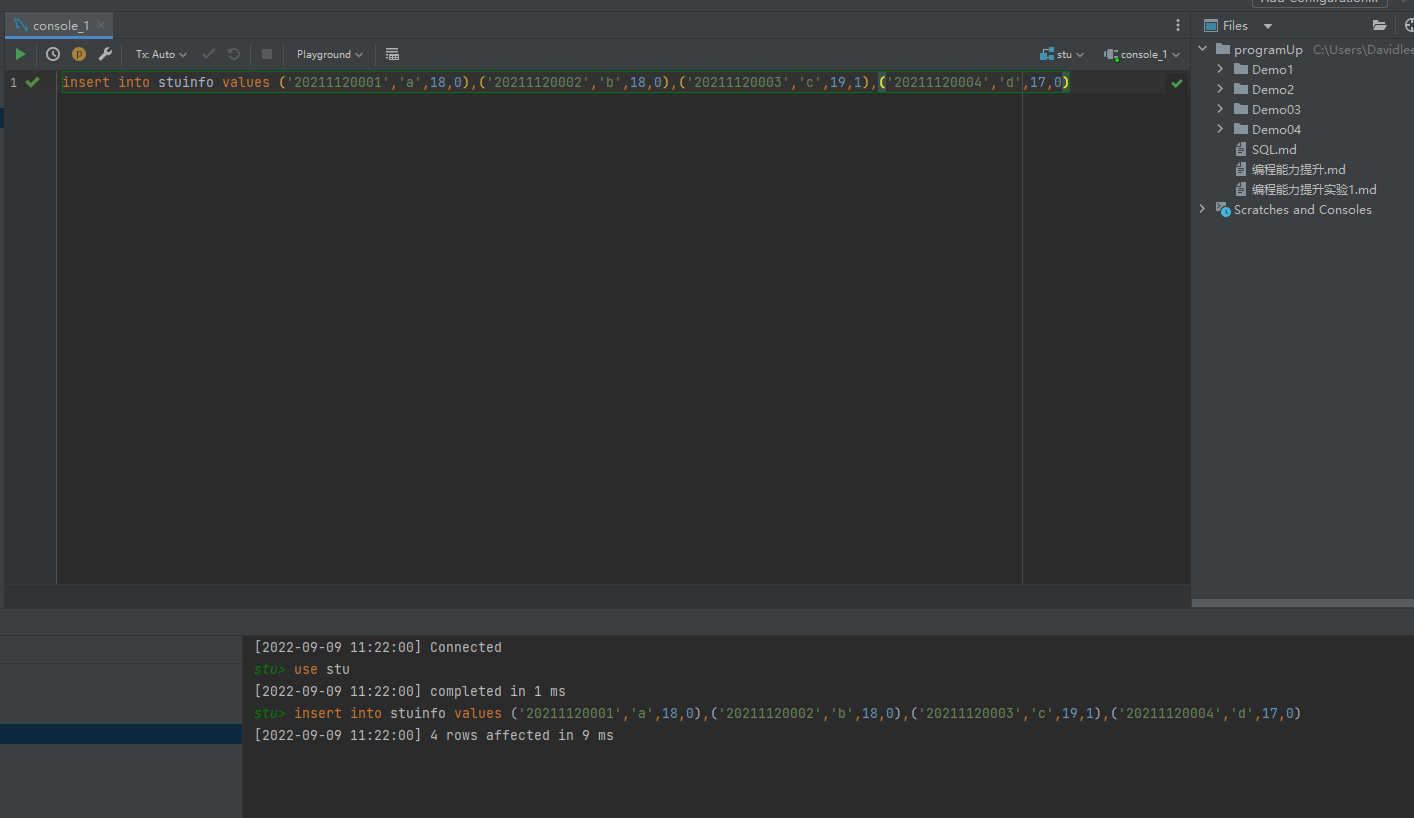 console_1
Tx: Auto
Playground
stu
console_1
1
insert into stuinfo values ('20211120001','a',18,0),('20211120002','b',18,0),('20211120003','c',19,1),('20211120004','d',17,0)
Files
programUp C:\Users\Davidlee
Demo1
Demo2
Demo03
Demo04
SQL.md
编程能力提升.md
编程能力提升实验1.md
Scratches and Consoles
[2022-09-09 11:22:00] Connected
stu> use stu
[2022-09-09 11:22:00] completed in 1 ms
stu> insert into stuinfo values ('20211120001','a',18,0),('20211120002','b',18,0),('20211120003','c',19,1),('20211120004','d',17,0)
[2022-09-09 11:22:00] 4 rows affected in 9 ms